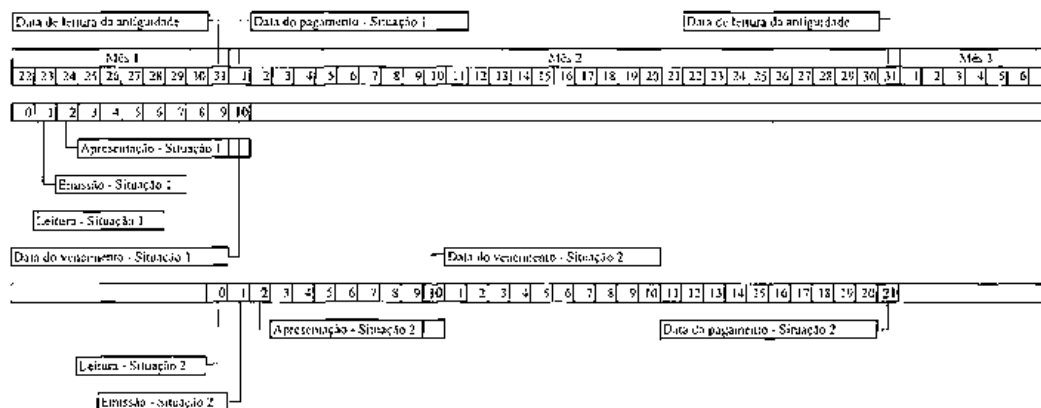 Data de leitura da antiguidade Data do pagamento - Situação 1 Data de leitura da antiguidade
Mês 1 Mês 2 Mês 3
22 23 24 25 26 27 28 29 30 31 1 2 3 4 5 6 7 8 9 10 11 12 13 14 15 16 17 18 19 20 21 22 23 24 25 26 27 28 29 30 31 1 2 3 4 5 6
0 1 2 3 4 5 6 7 8 9 10
Apresentação - Situação 1
Emissão - Situação 1
Leitura - Situação 1
Data do vencimento - Situação 1 Data do vencimento - Situação 2
0 1 2 3 4 5 6 7 8 9 10 1 2 3 4 5 6 7 8 9 10 11 12 13 14 15 16 17 18 19 20 21
Apresentação - Situação 2 Data do pagamento - Situação 2
Leitura - Situação 2
Emissão - Situação 2